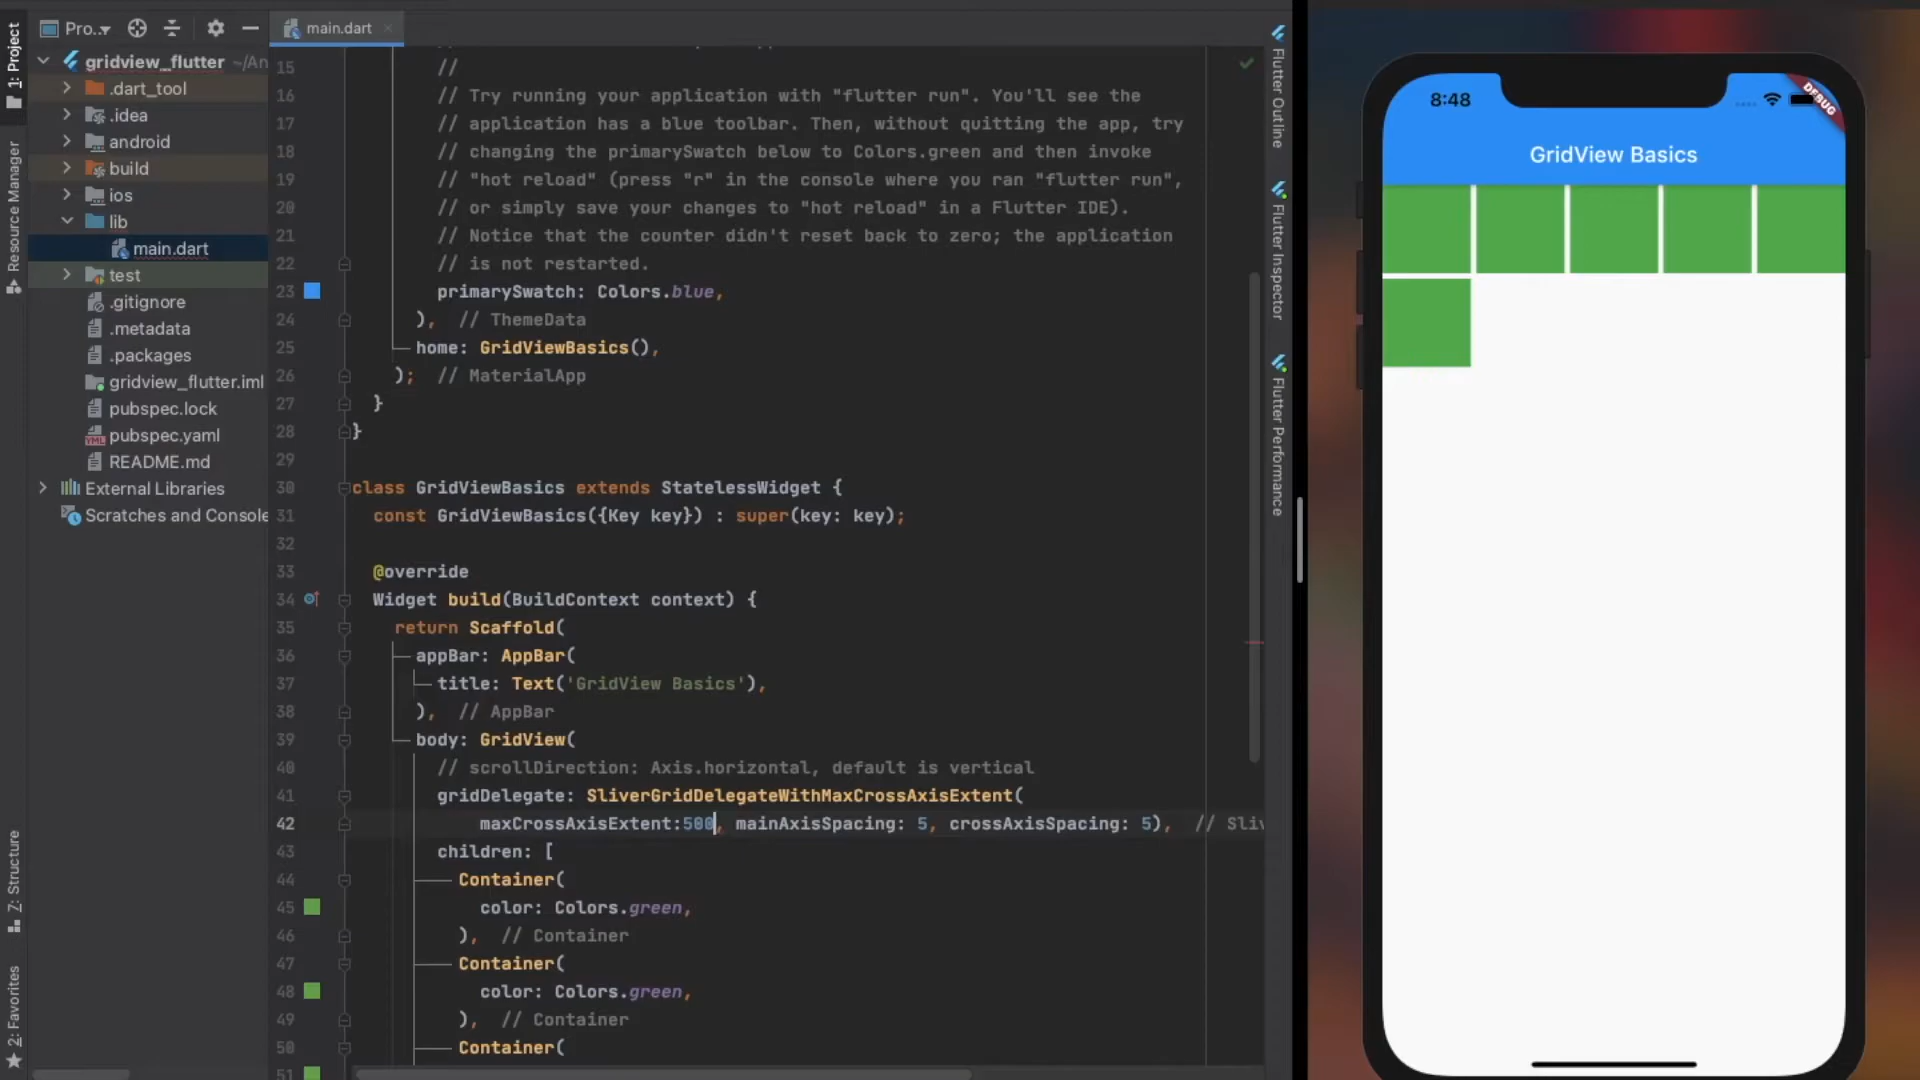 1: Project
Resource Manager
Z: Structure
2: Favorites
Pro...
gridview_flutter ~/An
.dart_tool
.idea
android
build
ios
lib
main.dart
test
.gitignore
.metadata
.packages
gridview_flutter.iml
pubspec.lock
pubspec.yaml
README.md
External Libraries
Scratches and Console
main.dart
15 //
16 // Try running your application with "flutter run". You'll see the
17 // application has a blue toolbar. Then, without quitting the app, try
18 // changing the primarySwatch below to Colors.green and then invoke
19 // "hot reload" (press "r" in the console where you ran "flutter run",
20 // or simply save your changes to "hot reload" in a Flutter IDE).
21 // Notice that the counter didn't reset back to zero; the application
22 // is not restarted.
23 primarySwatch: Colors.blue,
24 ), // ThemeData
25 home: GridViewBasics(),
26 ); // MaterialApp
27 }
28 }
29
30 class GridViewBasics extends StatelessWidget {
31 const GridViewBasics({Key key}) : super(key: key);
32
33 @override
34 Widget build(BuildContext context) {
35 return Scaffold(
36 appBar: AppBar(
37 title: Text('GridView Basics'),
38 ), // AppBar
39 body: GridView(
40 // scrollDirection: Axis.horizontal, default is vertical
41 gridDelegate: SliverGridDelegateWithMaxCrossAxisExtent(
42 maxCrossAxisExtent:500, mainAxisSpacing: 5, crossAxisSpacing: 5), // Sliv
43 children: [
44 Container(
45 color: Colors.green,
46 ), // Container
47 Container(
48 color: Colors.green,
49 ), // Container
50 Container(
51
Flutter Outline
Flutter Inspector
Flutter Performance
8:48
DEBUG
GridView Basics